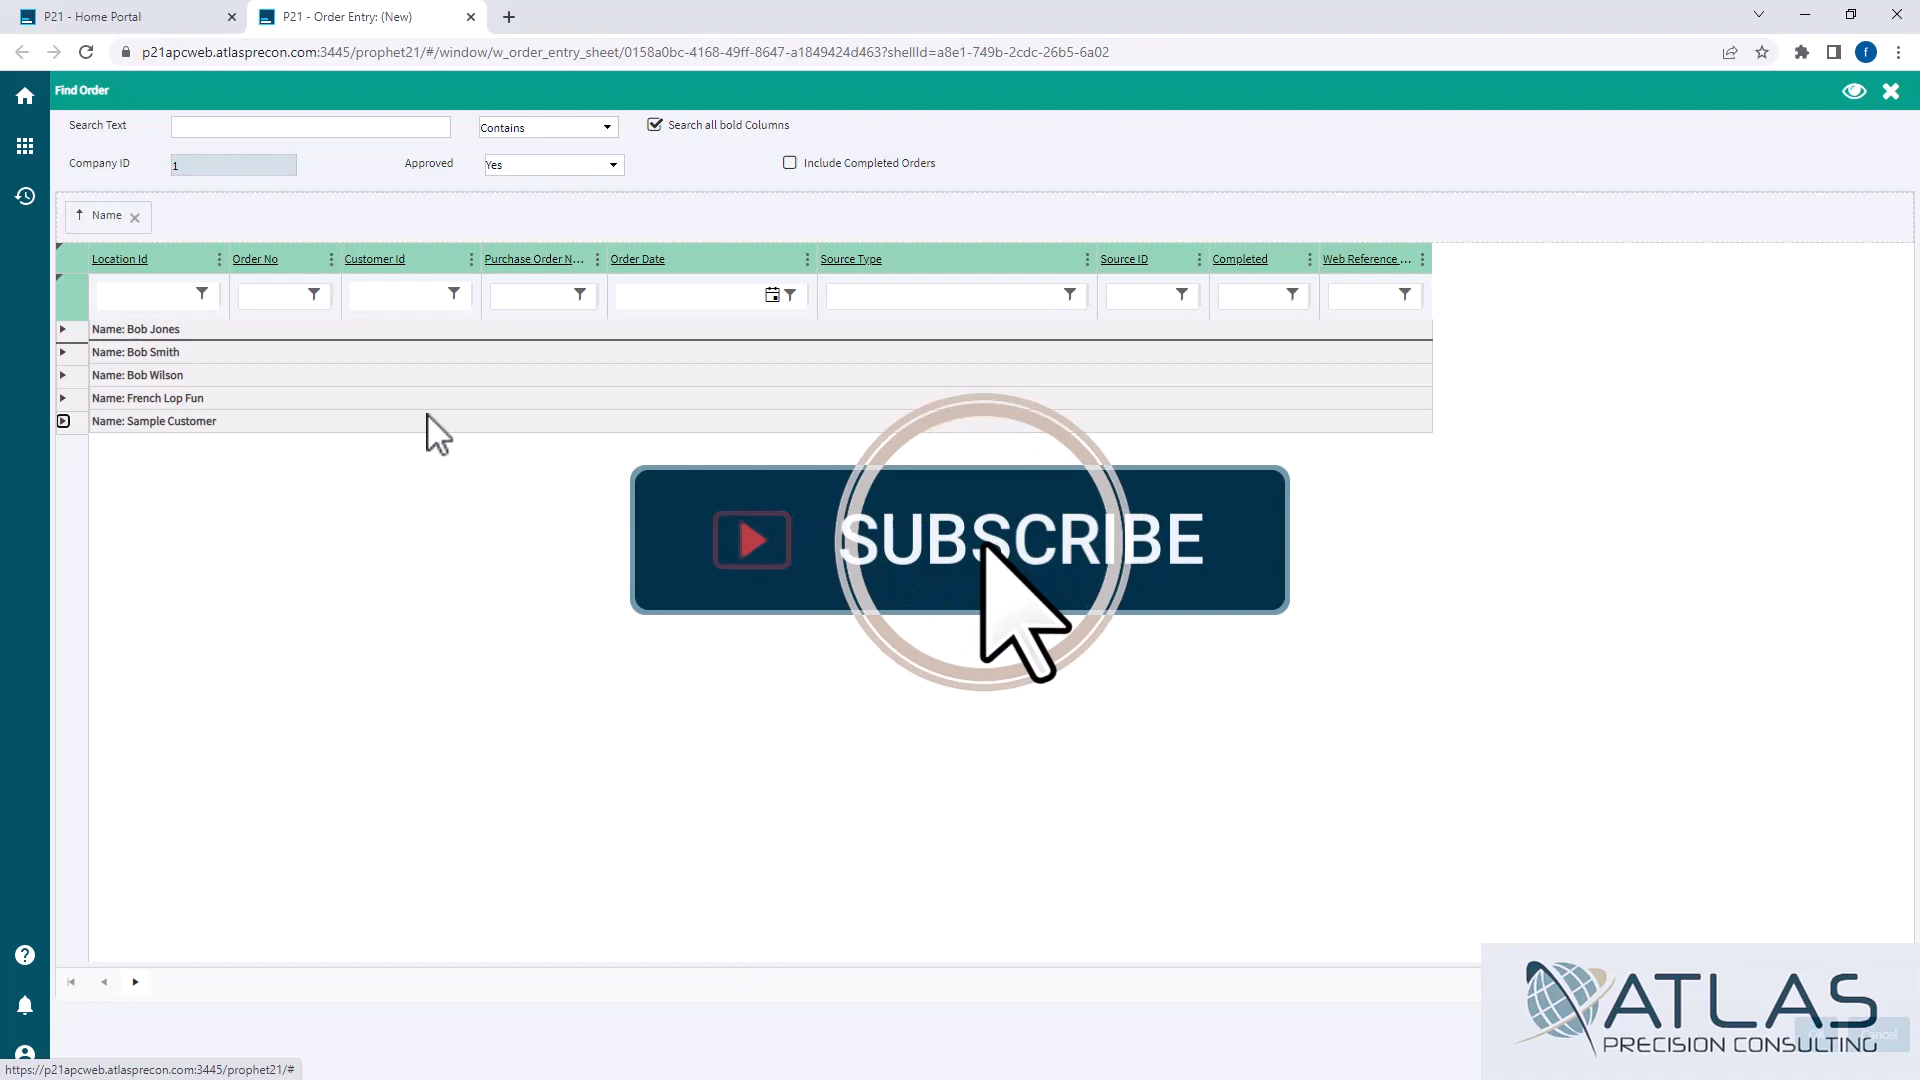 P21 - Home Portal
P21 - Order Entry: (New)
p21apcweb.atlasprecon.com:3445/prophet21/#/window/w_order_entry_sheet/0158a0bc-4168-49ff-8647-a1849424d463?shellId=a8e1-749b-2cdc-26b5-6a02
f
Find Order
Search Text
Contains
Search all bold Columns
Company ID
1
Approved
Yes
Include Completed Orders
Name
Location Id
Order No
Customer Id
Purchase Order N...
Order Date
Source Type
Source ID
Completed
Web Reference ...
Name: Bob Jones
Name: Bob Smith
Name: Bob Wilson
Name: French Lop Fun
Name: Sample Customer
SUBSCRIBE
ATLAS
PRECISION CONSULTING
Cancel
https://p21apcweb.atlasprecon.com:3445/prophet21/#